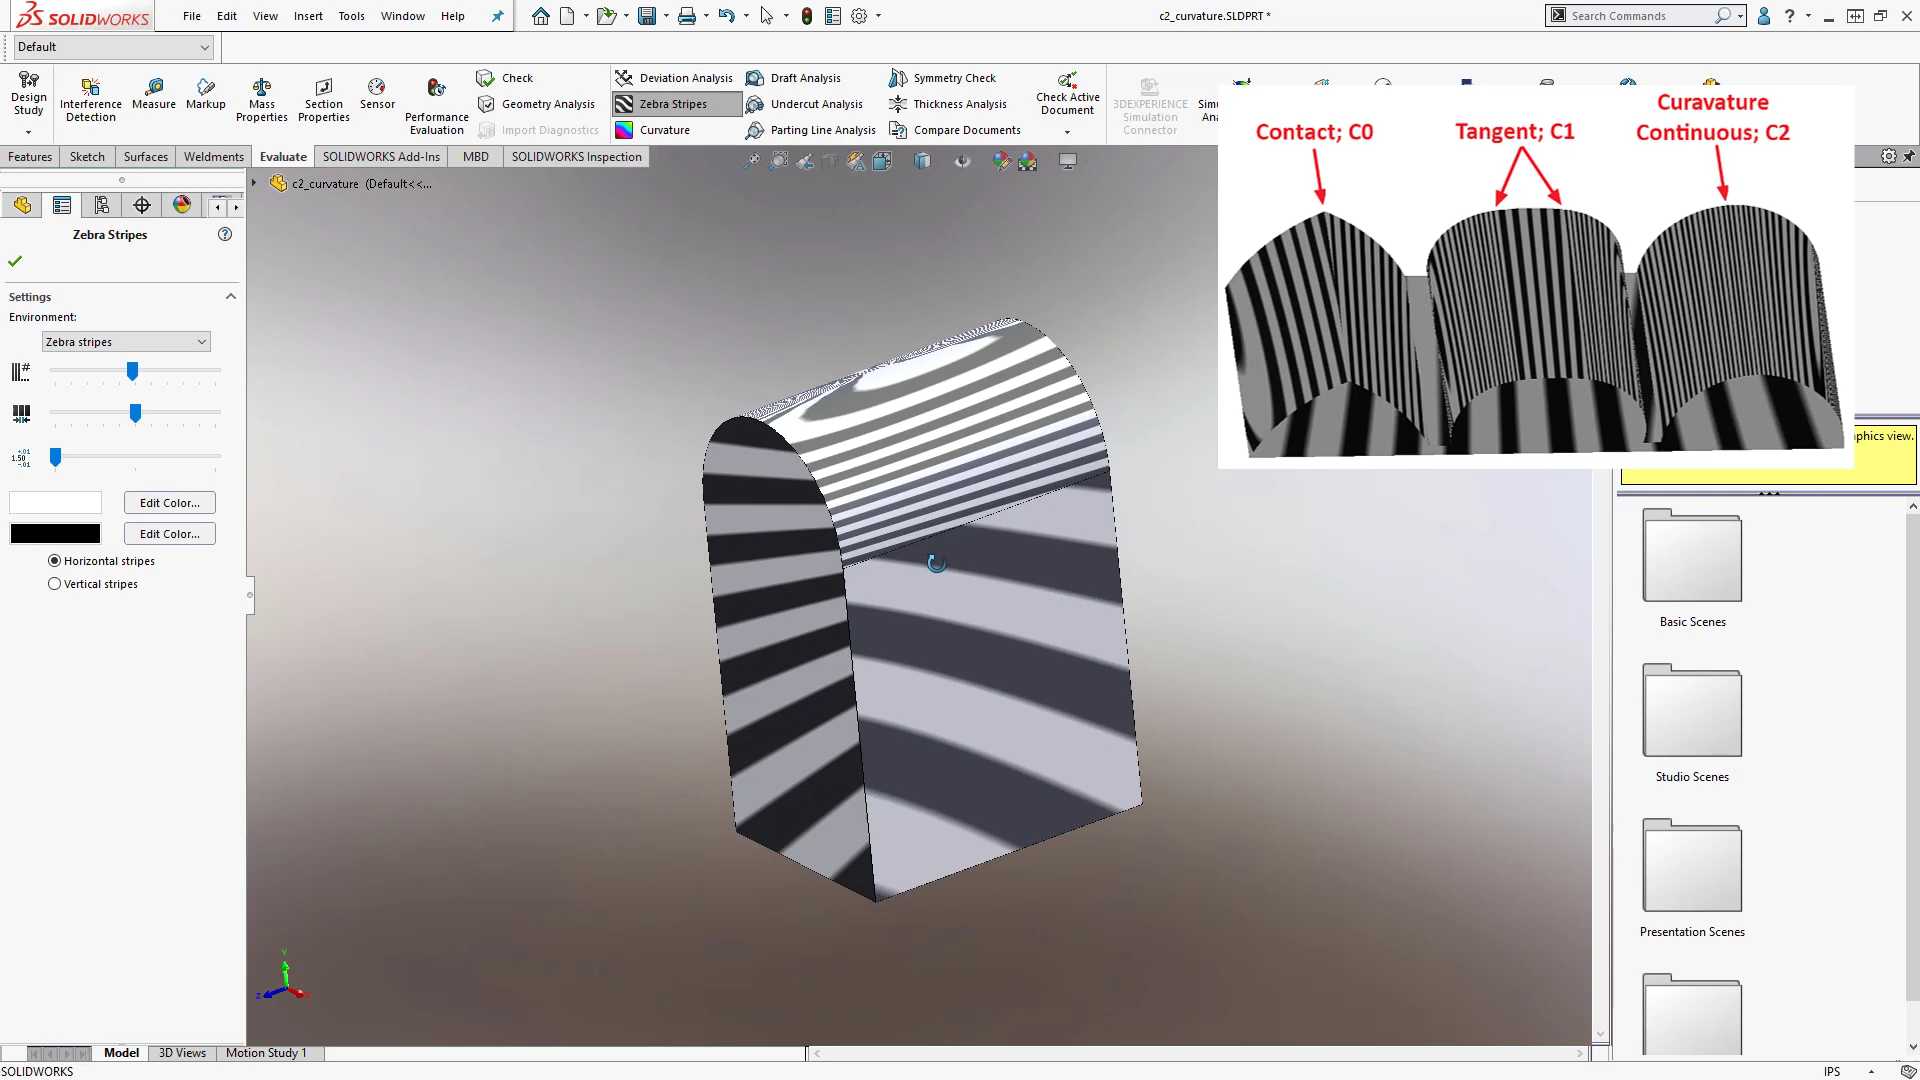 SOLIDWORKS
File Edit View Insert Tools Window Help
c2_curvature.SLDPRT *
Search Commands
Default
Design Study
Interference Detection
Measure
Markup
Mass Properties
Section Properties
Sensor
Performance Evaluation
Check
Geometry Analysis
Import Diagnostics
Deviation Analysis
Zebra Stripes
Curvature
Draft Analysis
Undercut Analysis
Parting Line Analysis
Symmetry Check
Thickness Analysis
Compare Documents
Check Active Document
3DEXPERIENCE Simulation Connector
Features Sketch Surfaces Weldments Evaluate SOLIDWORKS Add-Ins MBD SOLIDWORKS Inspection
c2_curvature (Default<<...
Contact; C0
Tangent; C1
Curavature
Continuous; C2
Zebra Stripes
Settings
Environment:
Zebra stripes
Edit Color...
Edit Color...
Horizontal stripes
Vertical stripes
aphics view.
Basic Scenes
Studio Scenes
Presentation Scenes
Y
Z
Model 3D Views Motion Study 1
SOLIDWORKS
IPS